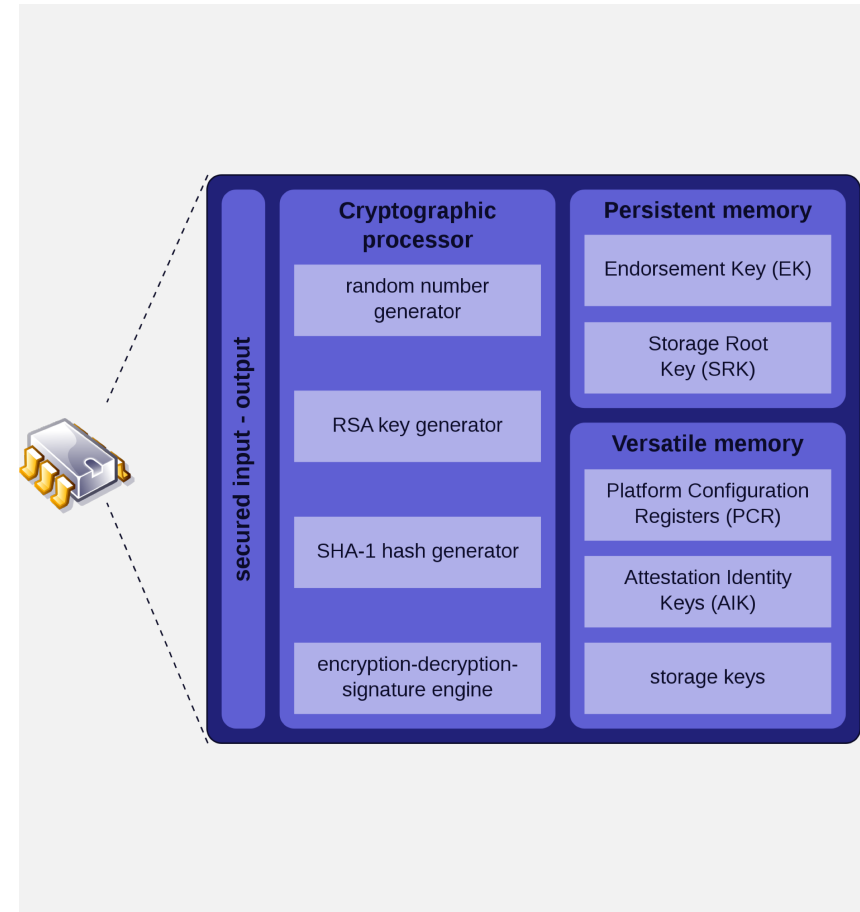 secured input - output
Cryptographic
processor
random number
generator
RSA key generator
SHA-1 hash generator
encryption-decryption-
signature engine
Persistent memory
Endorsement Key (EK)
Storage Root
Key (SRK)
Versatile memory
Platform Configuration
Registers (PCR)
Attestation Identity
Keys (AIK)
storage keys